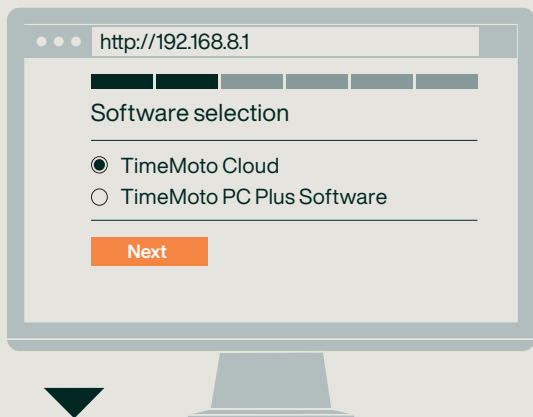 http://192.168.8.1
Software selection
TimeMoto Cloud
TimeMoto PC Plus Software
Next